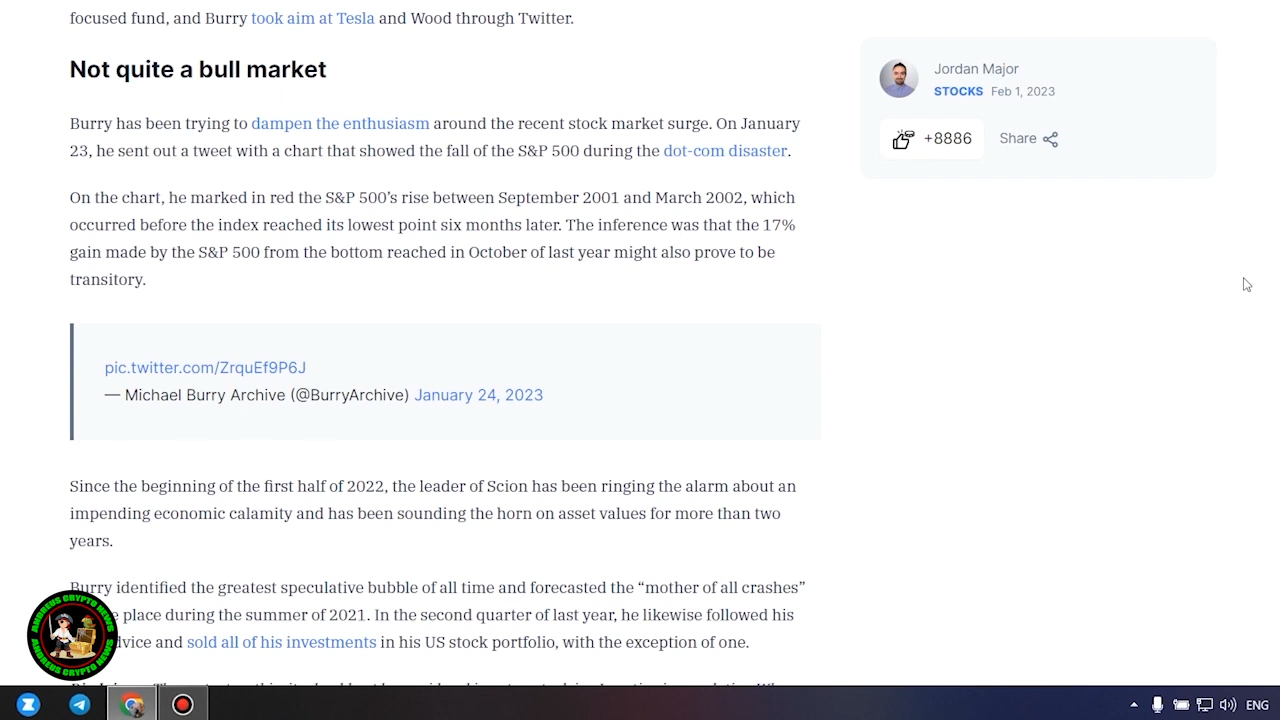 focused fund, and Burry took aim at Tesla and Wood through Twitter.
Not quite a bull market
Burry has been trying to dampen the enthusiasm around the recent stock market surge. On January
23, he sent out a tweet with a chart that showed the fall of the S&P 500 during the dot-com disaster.
On the chart, he marked in red the S&P 500’s rise between September 2001 and March 2002, which
occurred before the index reached its lowest point six months later. The inference was that the 17%
gain made by the S&P 500 from the bottom reached in October of last year might also prove to be
transitory.
pic.twitter.com/ZrquEf9P6J
— Michael Burry Archive (@BurryArchive) January 24, 2023
Since the beginning of the first half of 2022, the leader of Scion has been ringing the alarm about an
impending economic calamity and has been sounding the horn on asset values for more than two
years.
Burry identified the greatest speculative bubble of all time and forecasted the “mother of all crashes”
place during the summer of 2021. In the second quarter of last year, he likewise followed his
sold all of his investments in his US stock portfolio, with the exception of one.
Jordan Major
STOCKS Feb 1, 2023
+8886 Share
ANDREUS CRYPTO NEWS
ANDREUS CRYPTO NEWS
ENG